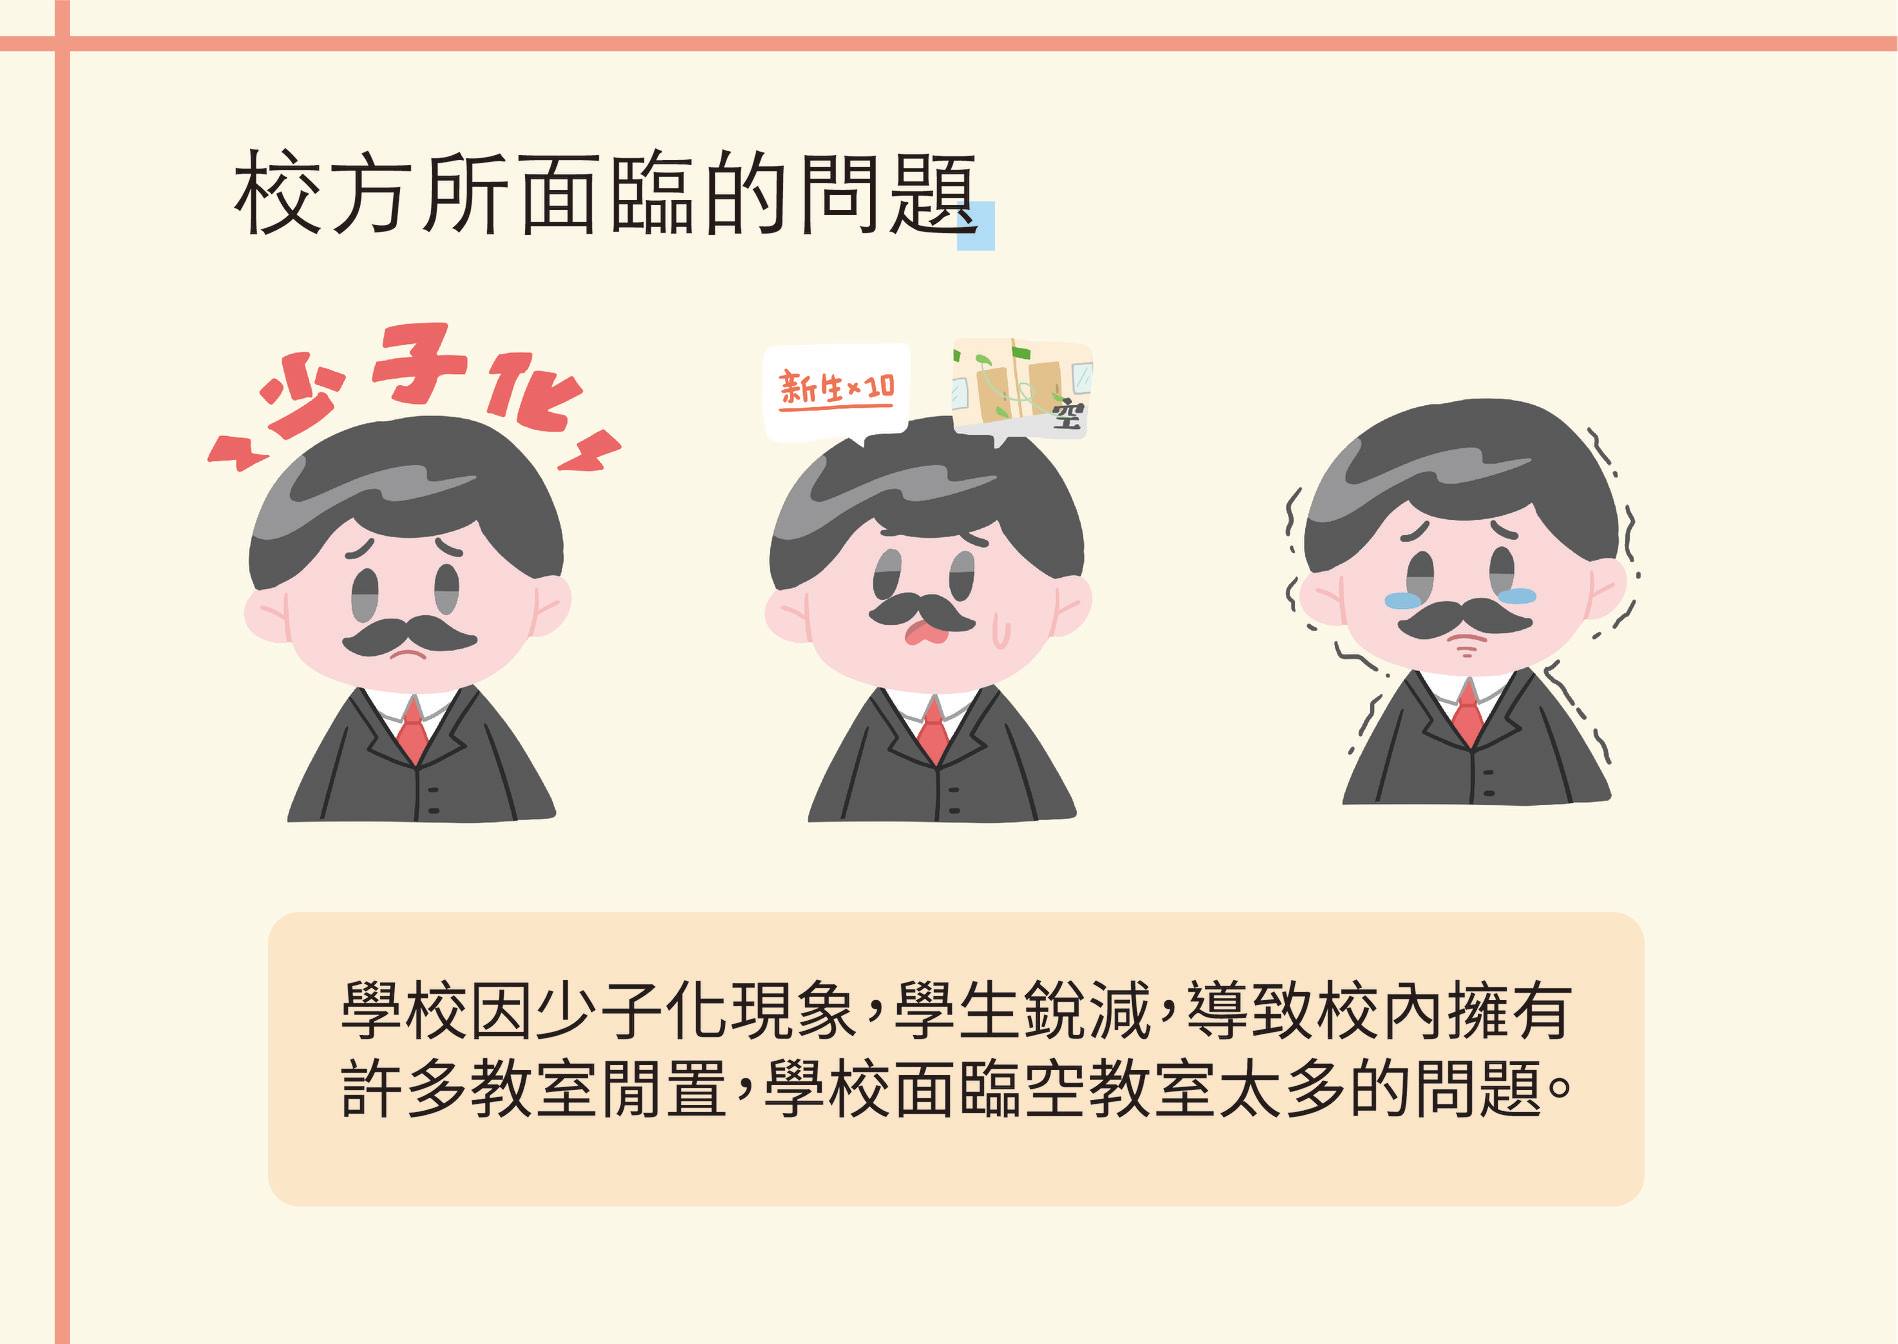 校方所面臨的問題
少子化
新生×10
空
學校因少子化現象，學生銳減，導致校內擁有
許多教室閒置，學校面臨空教室太多的問題。